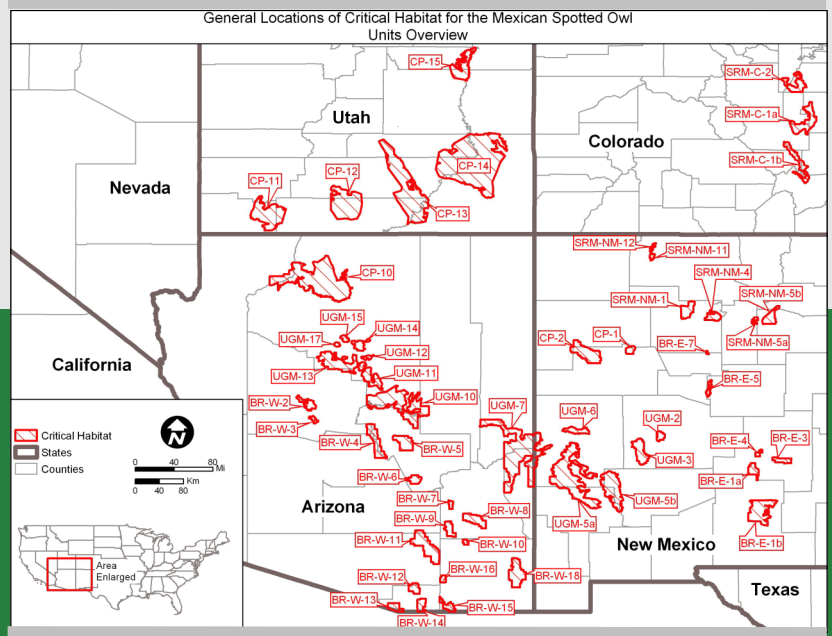 General Locations of Critical Habitat for the Mexican Spotted Owl
Units Overview
CP-15
SRM-C-2
Utah
SRM-C-1a
Colorado
SRM-C-1b
CP-14
CP-12
CP-11
Nevada
CP-13
SRM-NM-12
SRM-NM-11
CP-10
SRM-NM-4
SRM-NM-5b
SRM-NM-1
UGM-15
UGM-14
UGM-17
CP-2
CP-1
BR-E-7
SRM-NM-5a
UGM-12
California
UGM-13
UGM-11
BR-E-5
UGM-10
BR-W-2
UGM-7
UGM-6
UGM-2
BR-W-3
BR-W-4
BR-W-5
BR-E-4
BR-E-3
UGM-3
BR-W-6
BR-E-1a
BR-W-7
UGM-5b
Arizona
BR-W-8
BR-W-9
UGM-5a
BR-W-11
BR-W-10
New Mexico
BR-E-1b
BR-W-16
BR-W-12
BR-W-18
Texas
BR-W-13
BR-W-15
BR-W-14
Critical Habitat
States
Counties
N
0 40 80
Mi
Km
0 40 80
Area
Enlarged